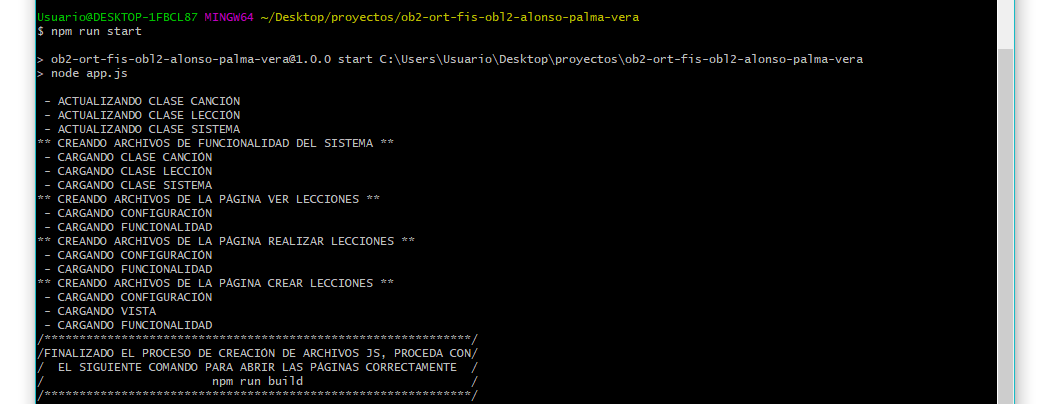 Usuario@DESKTOP-1FBCL87 MINGW64 ~/Desktop/proyectos/ob2-ort-fis-obl2-alonso-palma-vera
$ npm run start
> ob2-ort-fis-obl2-alonso-palma-vera@1.0.0 start C:\Users\Usuario\Desktop\proyectos\ob2-ort-fis-obl2-alonso-palma-vera
> node app.js
- ACTUALIZANDO CLASE CANCIÓN
- ACTUALIZANDO CLASE LECCIÓN
- ACTUALIZANDO CLASE SISTEMA
** CREANDO ARCHIVOS DE FUNCIONALIDAD DEL SISTEMA **
- CARGANDO CLASE CANCIÓN
- CARGANDO CLASE LECCIÓN
- CARGANDO CLASE SISTEMA
** CREANDO ARCHIVOS DE LA PÁGINA VER LECCIONES **
- CARGANDO CONFIGURACIÓN
- CARGANDO FUNCIONALIDAD
** CREANDO ARCHIVOS DE LA PÁGINA REALIZAR LECCIONES **
- CARGANDO CONFIGURACIÓN
- CARGANDO FUNCIONALIDAD
** CREANDO ARCHIVOS DE LA PÁGINA CREAR LECCIONES **
- CARGANDO CONFIGURACIÓN
- CARGANDO VISTA
- CARGANDO FUNCIONALIDAD
/*************************************************************/
/FINALIZADO EL PROCESO DE CREACIÓN DE ARCHIVOS JS, PROCEDA CON/
/  EL SIGUIENTE COMANDO PARA ABRIR LAS PÁGINAS CORRECTAMENTE  /
/                        npm run build                        /
/*************************************************************/